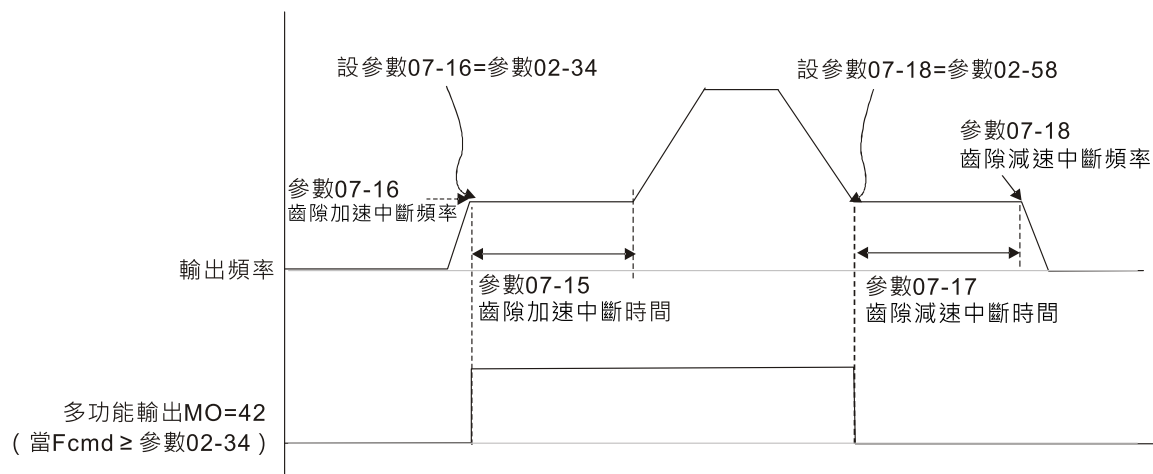 設參數07-16=參數02-34
設參數07-18=參數02-58
參數07-18
齒隙減速中斷頻率
參數07-16
齒隙加速中斷頻率
輸出頻率
參數07-15
齒隙加速中斷時間
參數07-17
齒隙減速中斷時間
多功能輸出MO=42
（當Fcmd ≥ 參數02-34）